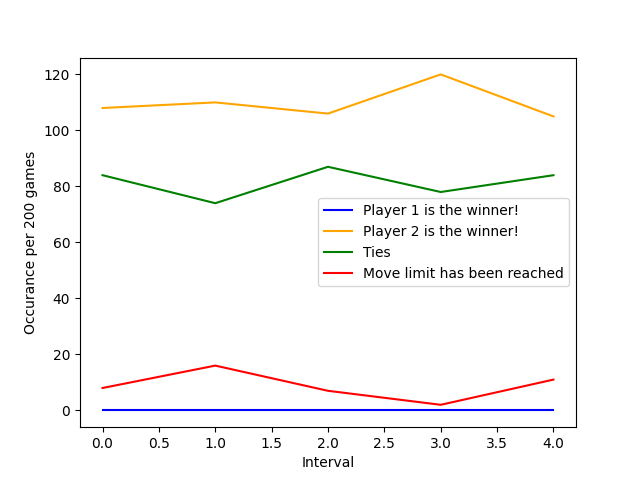 120
100
80
60
40
20
0
Occurance per 200 games
Player 1 is the winner!
Player 2 is the winner!
Ties
Move limit has been reached
0.0 0.5 1.0 1.5 2.0 2.5 3.0 3.5 4.0
Interval